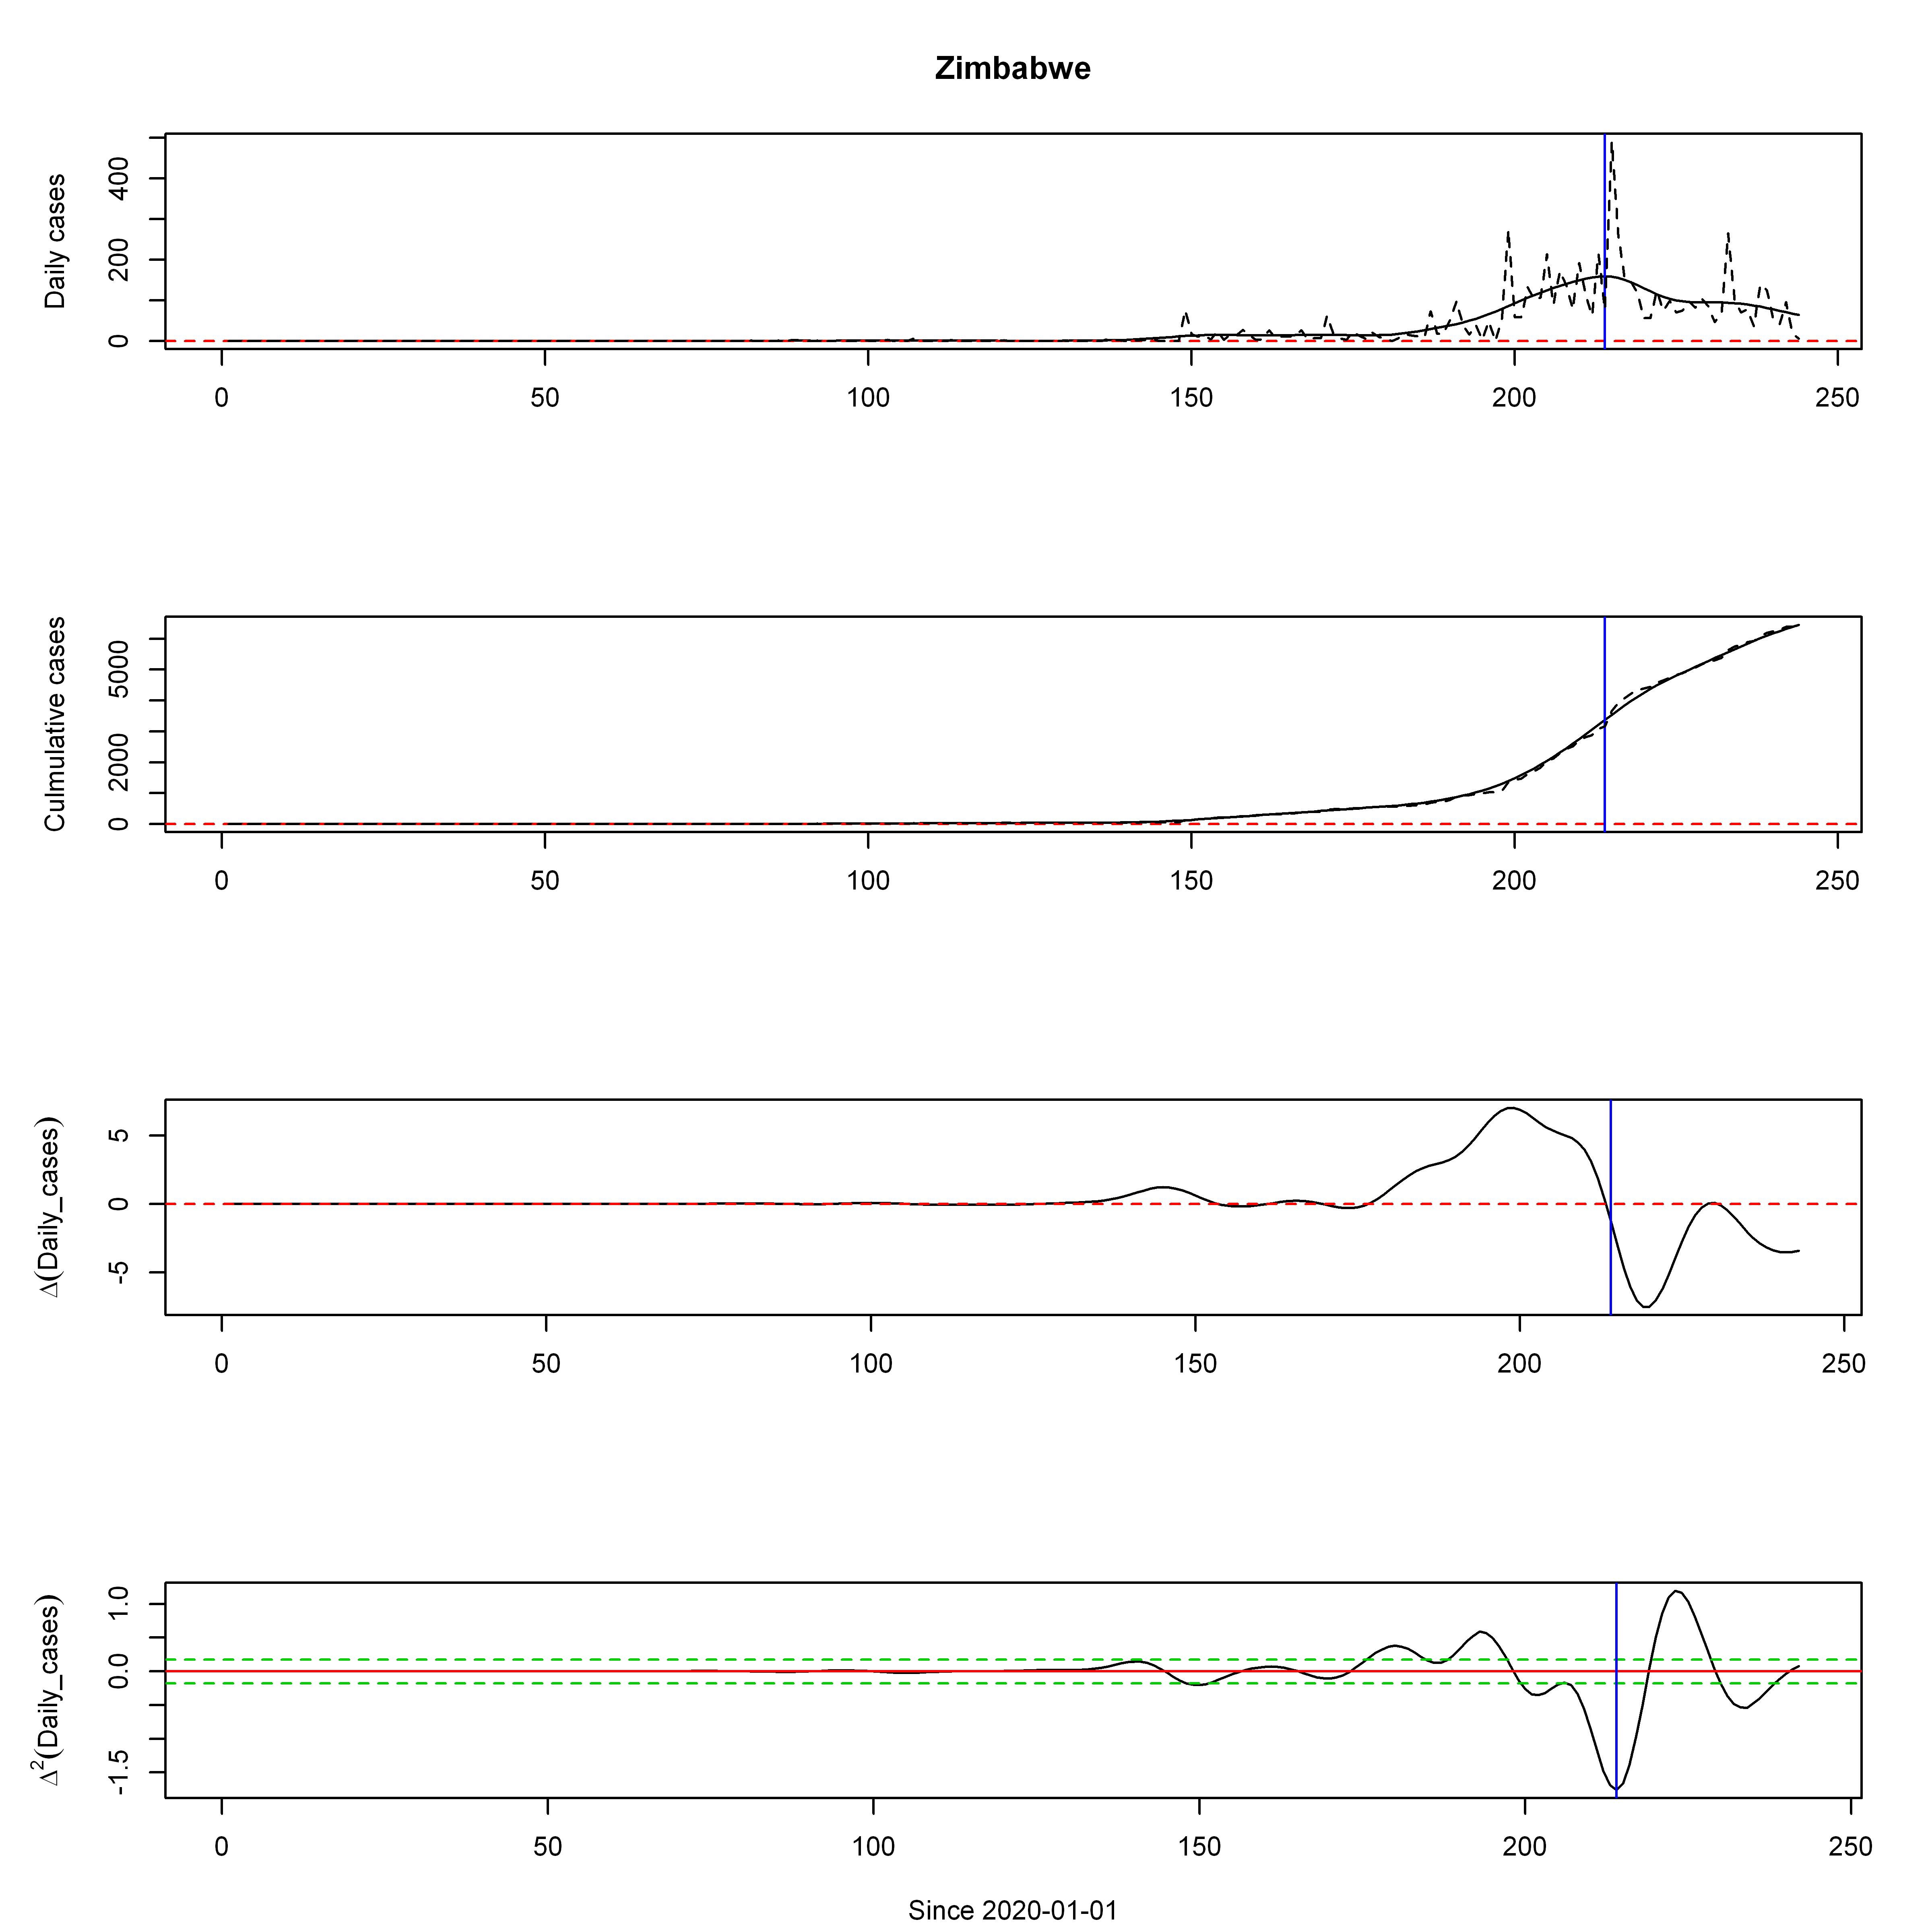 Zimbabwe
Daily cases
0 200 400
0 50 100 150 200 250
Culmulative cases
0 2000 5000
0 50 100 150 200 250
Δ(Daily_cases)
-5 0 5
0 50 100 150 200 250
Δ²(Daily_cases)
-1.5 0.0 1.0
0 50 100 150 200 250
Since 2020-01-01